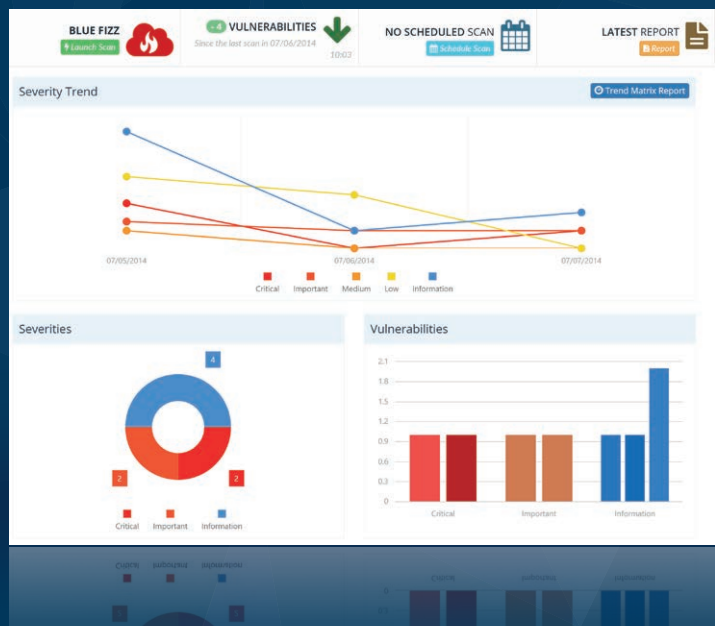 BLUE FIZZ
Launch Scan
- 4 VULNERABILITIES
Since the last scan in 07/06/2014
10:03
NO SCHEDULED SCAN
Schedule Scan
LATEST REPORT
Report
Severity Trend
Trend Matrix Report
07/05/2014 07/06/2014 07/07/2014
Critical Important Medium Low Information
Severities
4
2 2
Critical Important Information
Vulnerabilities
2.1
1.8
1.5
1.2
0.9
0.6
0.3
0
Critical Important Information